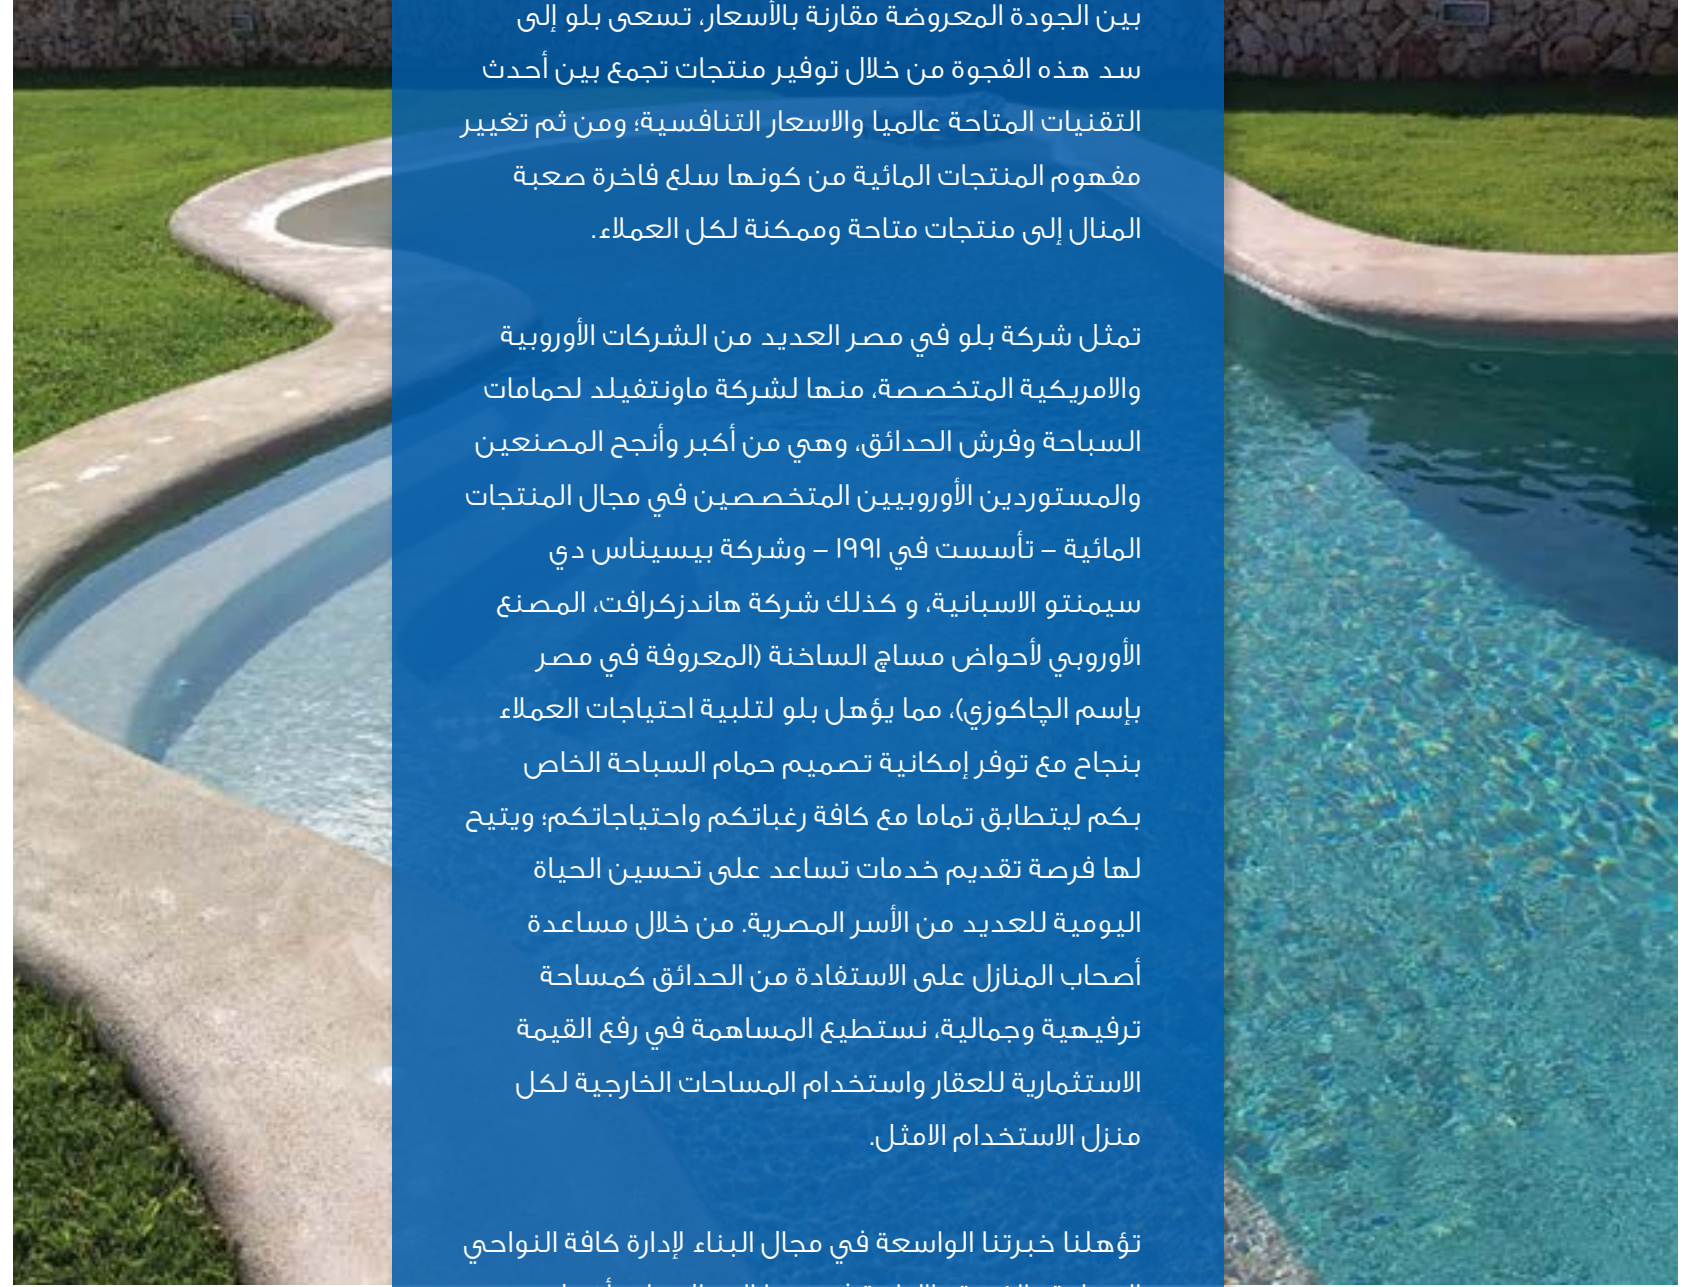 بين الجودة المعروضة مقارنة بالأسعار، تسعى بلو إلى
سد هذه الفجوة من خلال توفير منتجات تجمع بين أحدث
التقنيات المتاحة عالميا والاسعار التنافسية؛ ومن ثم تغيير
مفهوم المنتجات المائية من كونها سلع فاخرة صعبة
المنال إلى منتجات متاحة وممكنة لكل العملاء.
تمثل شركة بلو في مصر العديد من الشركات الأوروبية
والامريكية المتخصصة، منها لشركة ماونتفيلد لحمامات
السباحة وفرش الحدائق، وهي من أكبر وأنجح المصنعين
والمستوردين الأوروبيين المتخصصين في مجال المنتجات
المائية – تأسست في ١٩٩١ – وشركة بيسيناس دي
سيمنتو الاسبانية، و كذلك شركة هاندزكرافت، المصنع
الأوروبي لأحواض مساچ الساخنة (المعروفة في مصر
بإسم الچاكوزي)، مما يؤهل بلو لتلبية احتياجات العملاء
بنجاح مع توفر إمكانية تصميم حمام السباحة الخاص
بكم ليتطابق تماما مع كافة رغباتكم واحتياجاتكم؛ ويتيح
لها فرصة تقديم خدمات تساعد على تحسين الحياة
اليومية للعديد من الأسر المصرية. من خلال مساعدة
أصحاب المنازل على الاستفادة من الحدائق كمساحة
ترفيهية وجمالية، نستطيع المساهمة في رفع القيمة
الاستثمارية للعقار واستخدام المساحات الخارجية لكل
منزل الاستخدام الامثل.
تؤهلنا خبرتنا الواسعة في مجال البناء لإدارة كافة النواحي